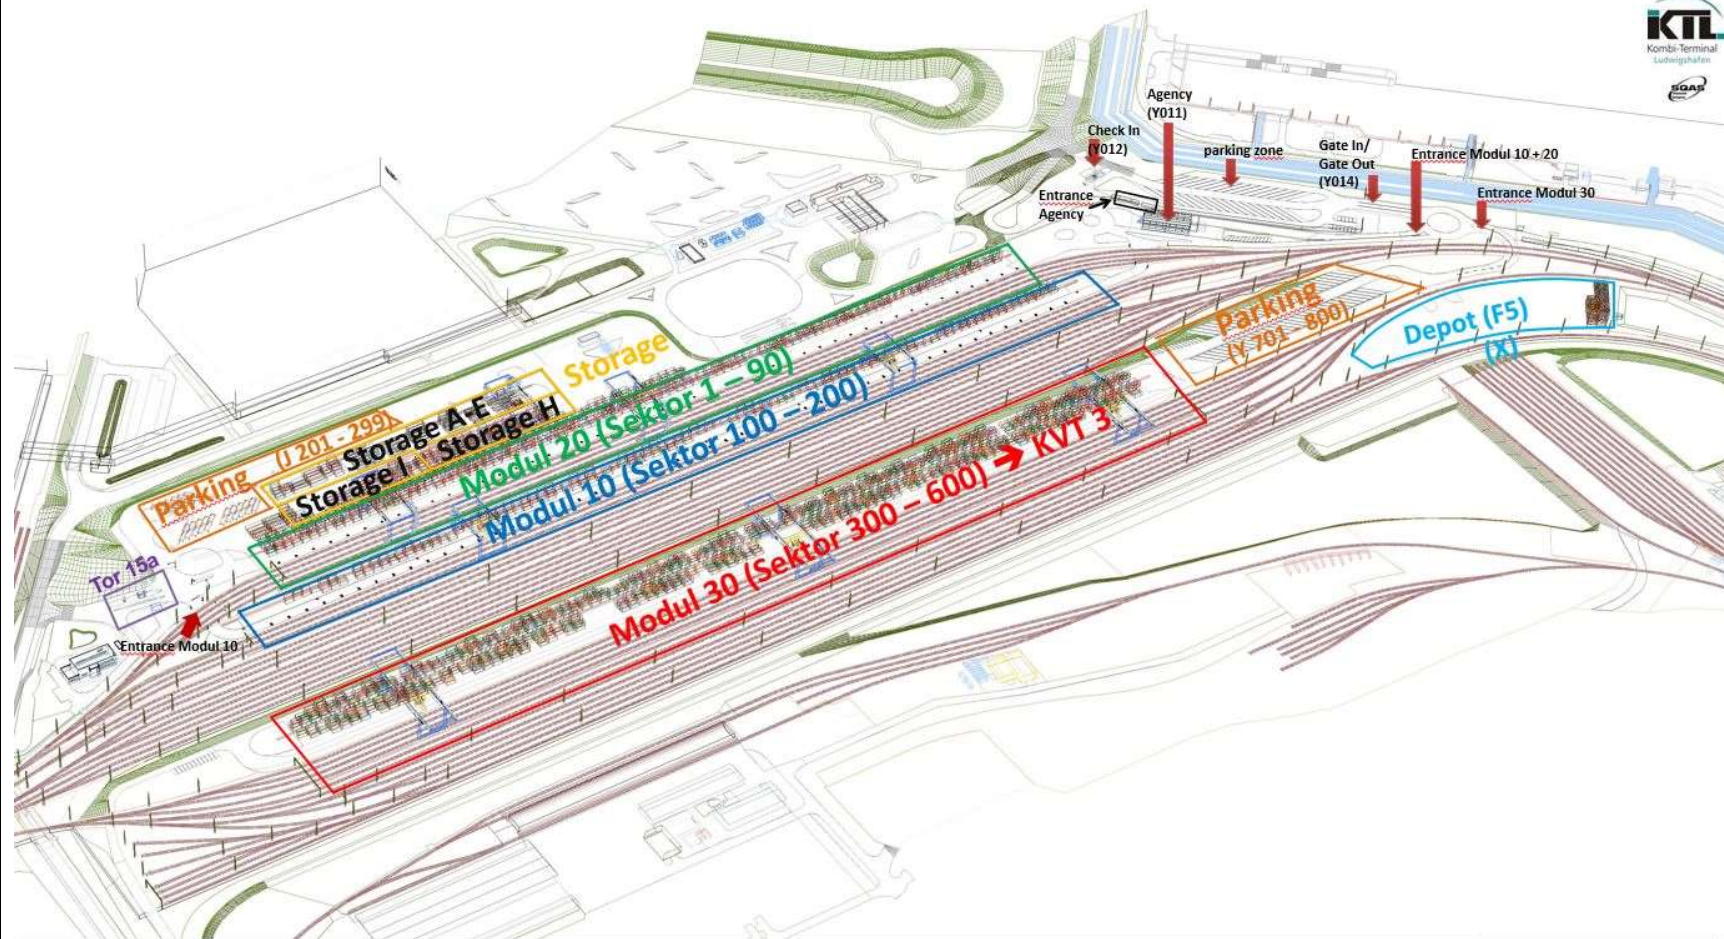 KTL
Kombi-Terminal
Ludwigshafen
SQAS
Agency
(Y011)
Check In
(Y012)
parking zone
Gate In/
Gate Out
(Y014)
Entrance Modul 10 + 20
Entrance Modul 30
Entrance
Agency
Parking
(Y 701 - 800)
Depot (F5)
(X)
Storage
Modul 20 (Sektor 1 – 90)
Modul 10 (Sektor 100 – 200)
Modul 30 (Sektor 300 – 600) → KVT 3
Parking
(J 201 - 299)
Storage A-E
Storage I
Storage H
Tor 15a
Entrance Modul 10